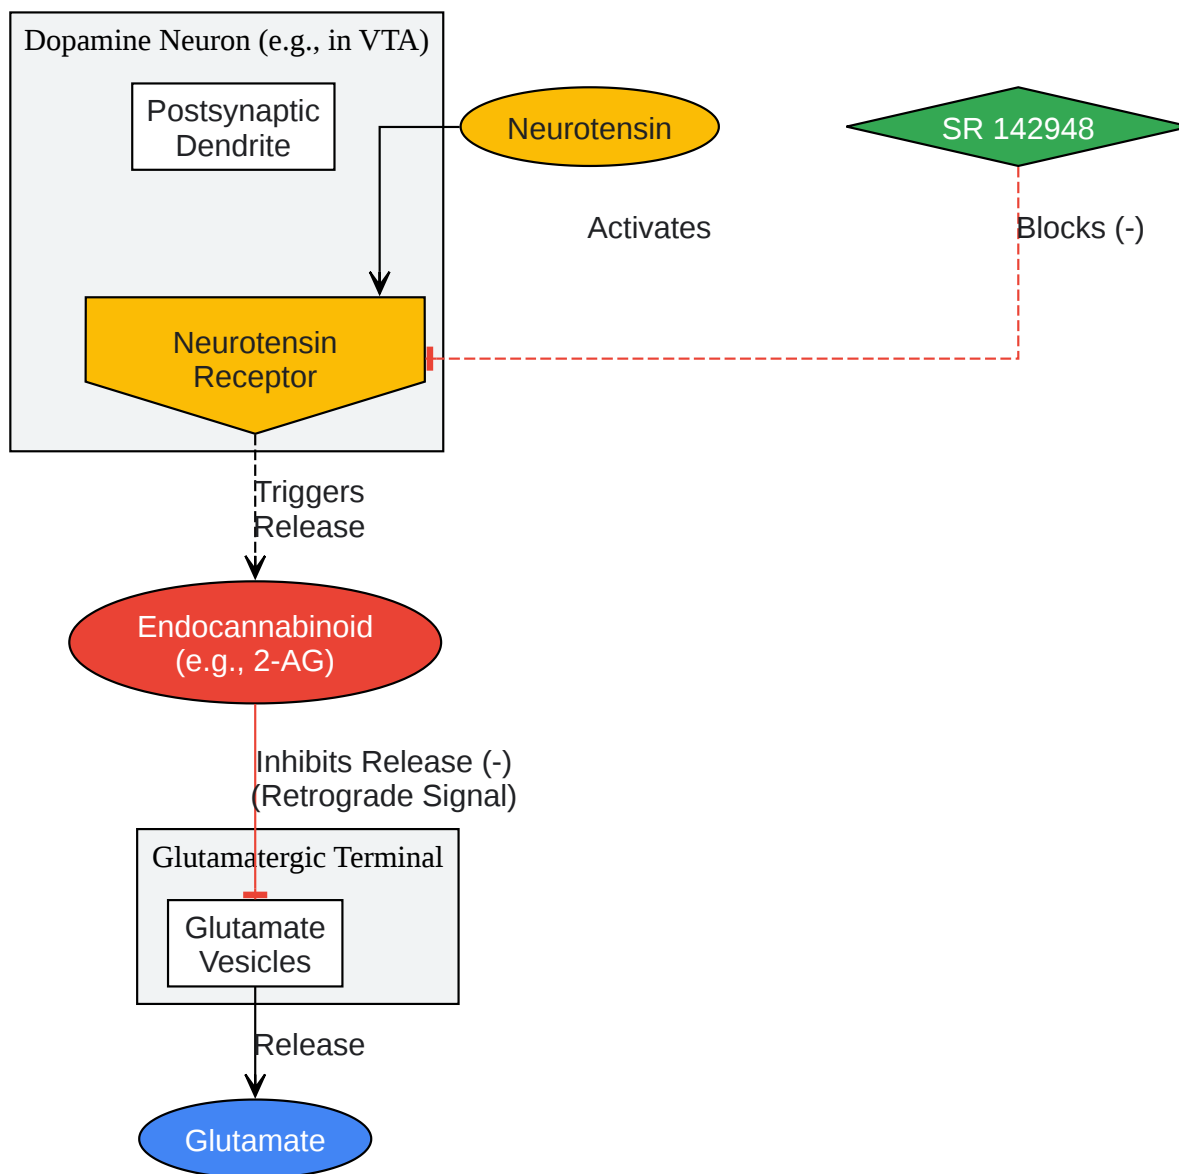 Dopamine Neuron (e.g., in VTA)
Postsynaptic
Dendrite
Neurotensin
SR 142948
Activates
Blocks (-)
Neurotensin
Receptor
Triggers
Release
Endocannabinoid
(e.g., 2-AG)
Inhibits Release (-)
(Retrograde Signal)
Glutamatergic Terminal
Glutamate
Vesicles
Release
Glutamate